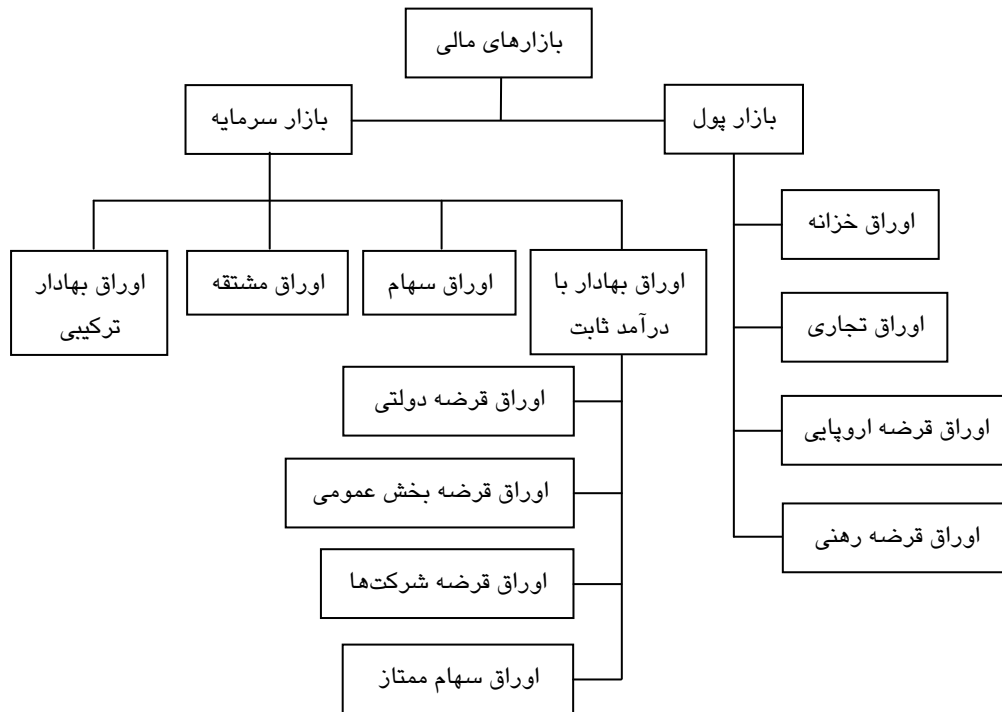 بازارهای مالی
بازار پول
بازار سرمایه
اوراق خزانه
اوراق تجاری
اوراق قرضه اروپایی
اوراق قرضه رهنی
اوراق بهادار با
درآمد ثابت
اوراق سهام
اوراق مشتقه
اوراق بهادار
ترکیبی
اوراق قرضه دولتی
اوراق قرضه بخش عمومی
اوراق قرضه شرکت‌ها
اوراق سهام ممتاز